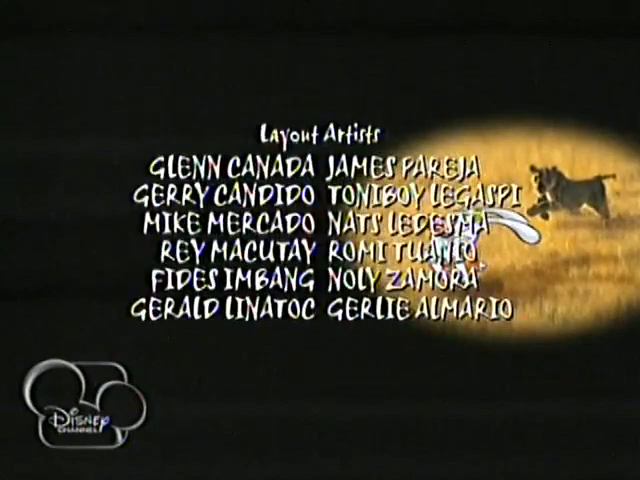 Layout Artists
GLENN CANADA JAMES PAREJA
GERRY CANDIDO TONIBOY LEGASPI
MIKE MERCADO NATS LEDESMA
REY MACUTAY ROMI TUANIO
FIDES IMBANG NOLY ZAMORA
GERALD LINATOC GERLIE ALMARIO
DISNEY
CHANNEL